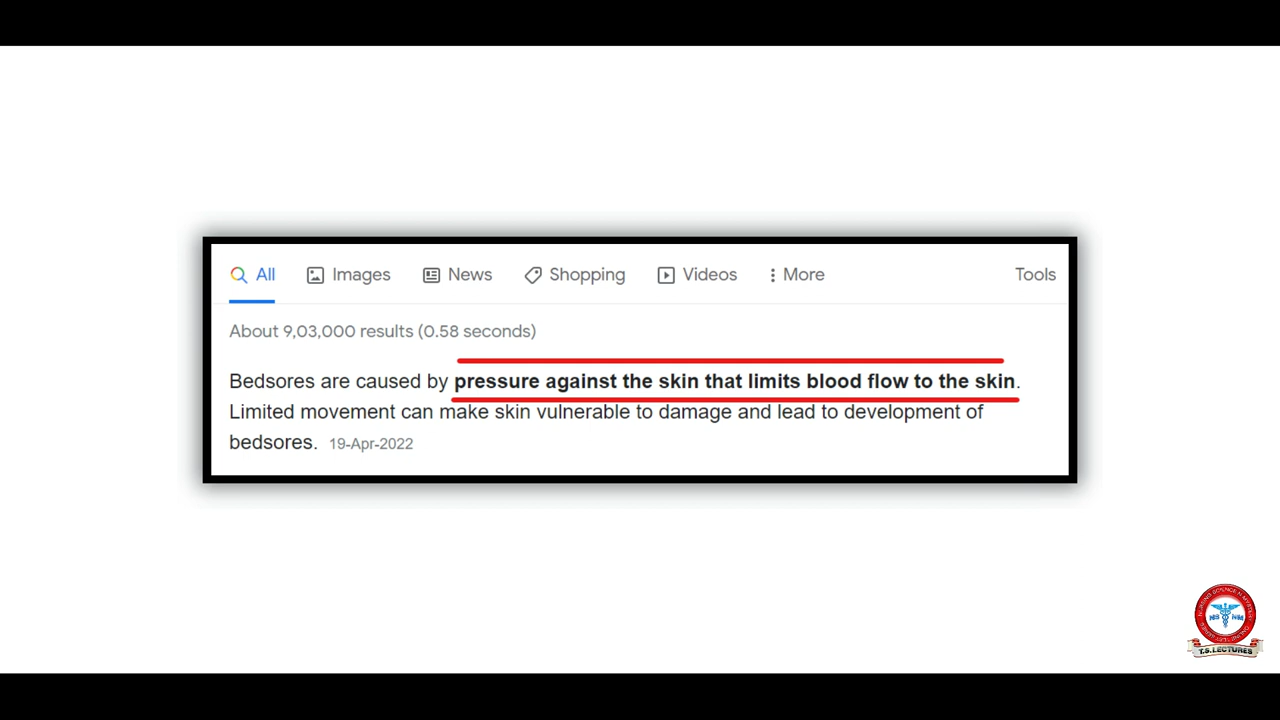 All Images News Shopping Videos More Tools
About 9,03,000 results (0.58 seconds)
Bedsores are caused by pressure against the skin that limits blood flow to the skin.
Limited movement can make skin vulnerable to damage and lead to development of
bedsores. 19-Apr-2022
T.S.LECTURES